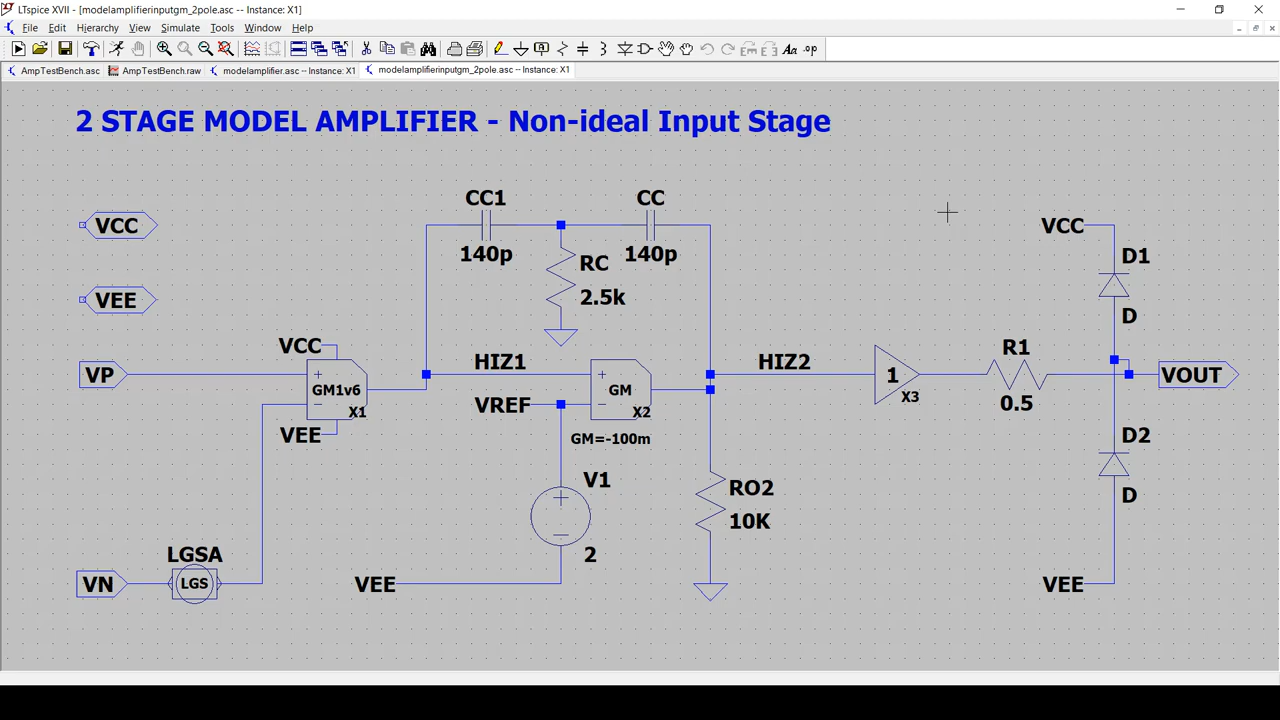 LTspice XVII - [modelamplifierinputgm_2pole.asc -- Instance: X1]
File Edit Hierarchy View Simulate Tools Window Help
AmpTestBench.asc AmpTestBench.raw modelamplifier.asc -- Instance: X1 modelamplifierinputgm_2pole.asc -- Instance: X1
2 STAGE MODEL AMPLIFIER - Non-ideal Input Stage
CC1 CC
VCC VCC
140p 140p
RC D1
2.5k
VEE
D
VCC
HIZ1 HIZ2 R1
VP + + 1 VOUT
GM1v6 GM
- X1 VREF - X2 X3 0.5
VEE GM=-100m D2
V1
RO2 D
+
10K
-
LGSA 2
VN LGS VEE VEE